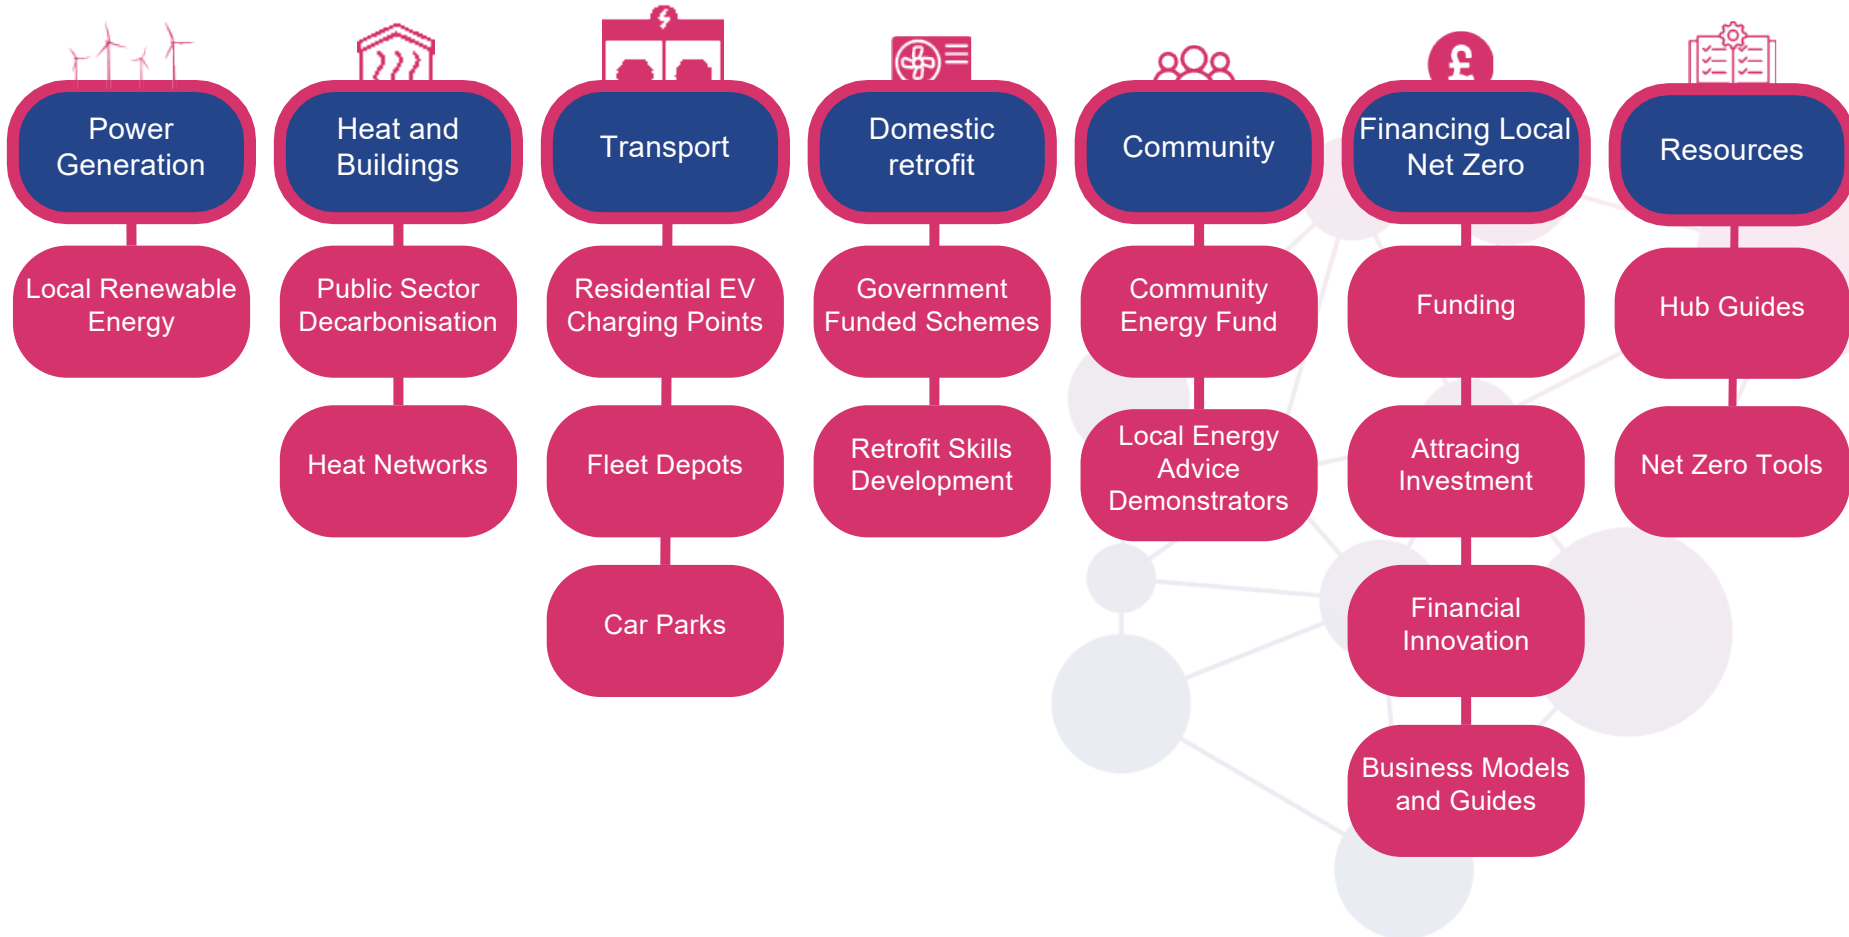 Power
Generation
Heat and
Buildings
Transport
Domestic
retrofit
Community
Financing Local
Net Zero
Resources
Local Renewable
Energy
Public Sector
Decarbonisation
Residential EV
Charging Points
Government
Funded Schemes
Community
Energy Fund
Funding
Hub Guides
Heat Networks
Fleet Depots
Retrofit Skills
Development
Local Energy
Advice
Demonstrators
Attracing
Investment
Net Zero Tools
Car Parks
Financial
Innovation
Business Models
and Guides
£